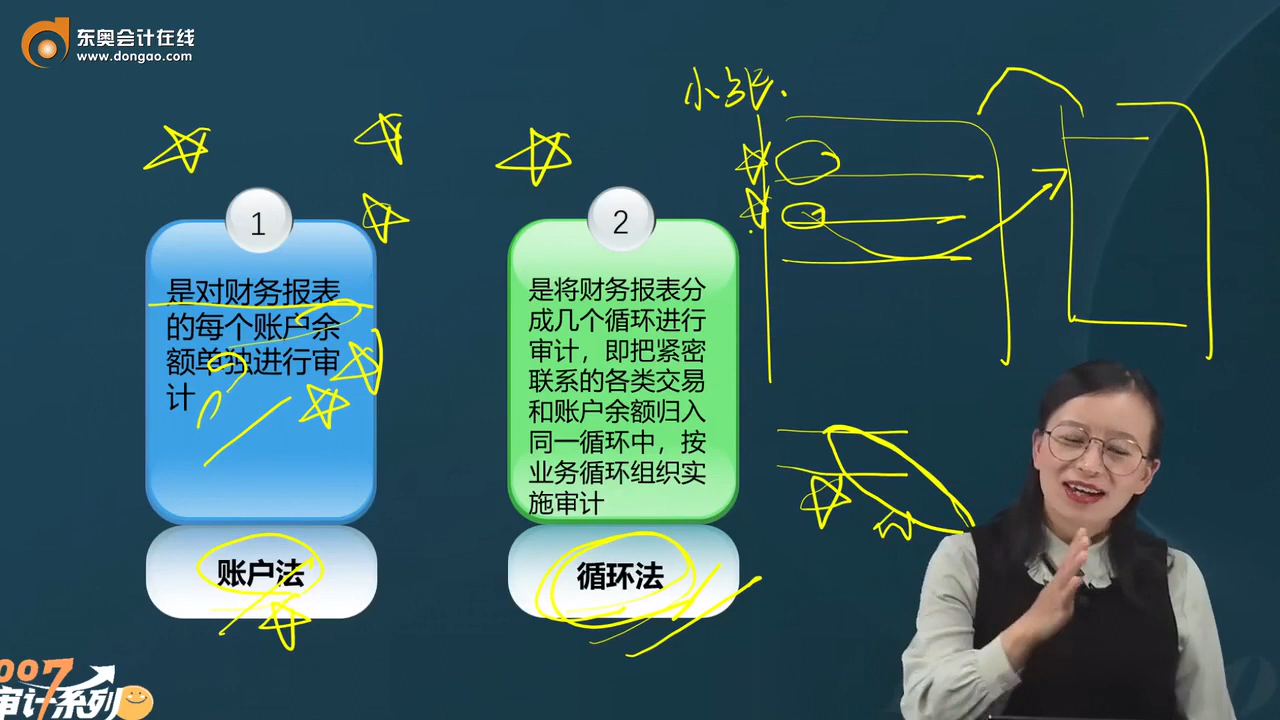 东奥会计在线
www.dongao.com
小张.
1
是对财务报表
的每个账户余
额单独进行审
计
账户法
2
是将财务报表分
成几个循环进行
审计，即把紧密
联系的各类交易
和账户余额归入
同一循环中，按
业务循环组织实
施审计
循环法
007
审计系列